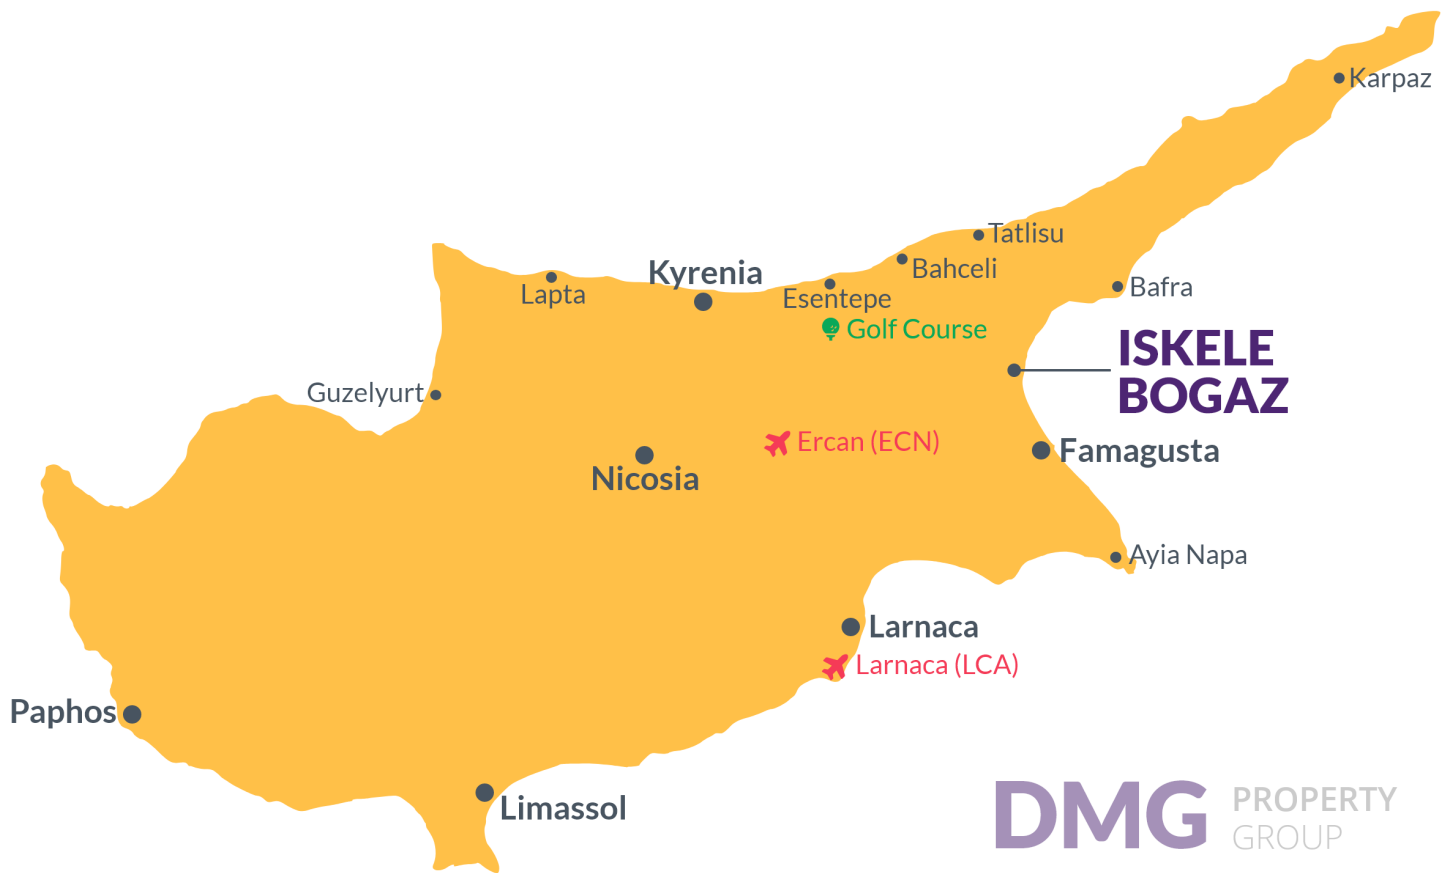 Karpaz
Tatlisu
Kyrenia
Bahceli
Lapta
Esentepe
Bafra
Golf Course
ISKELE
BOGAZ
Guzelyurt
Ercan (ECN)
Famagusta
Nicosia
Ayia Napa
Larnaca
Larnaca (LCA)
Paphos
Limassol
DMG PROPERTY
GROUP